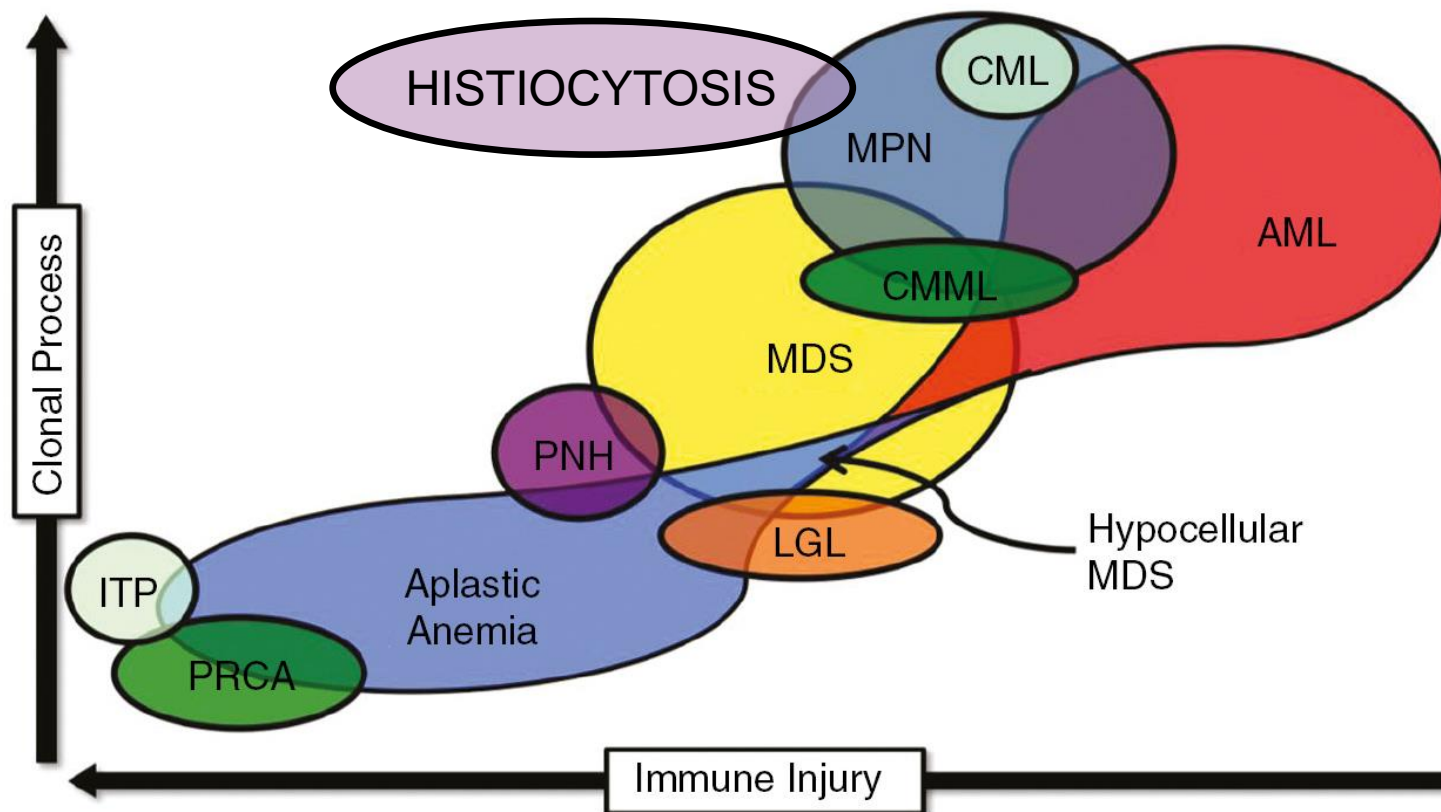 HISTIOCYTOSIS
CML
MPN
AML
CMML
MDS
PNH
LGL
Hypocellular
MDS
ITP
Aplastic
Anemia
PRCA
Clonal Process
Immune Injury